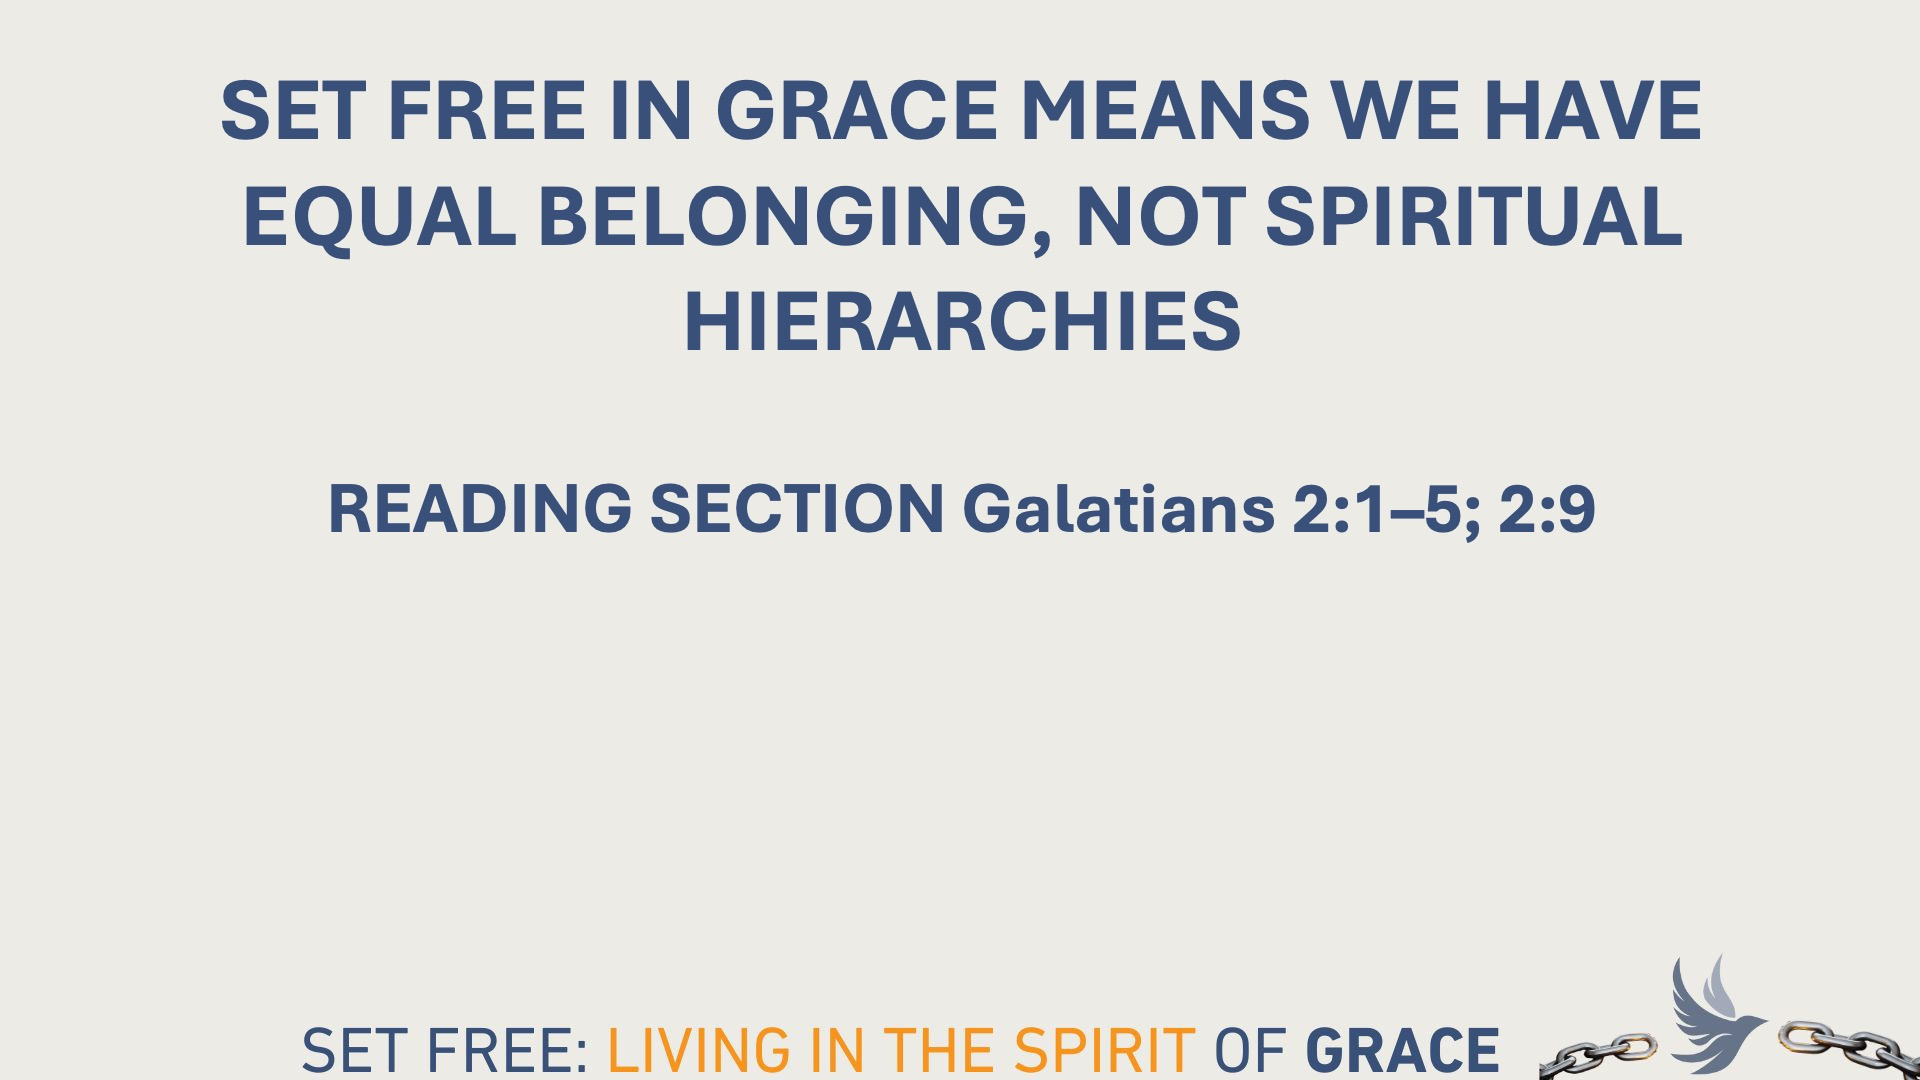 SET FREE IN GRACE MEANS WE HAVE
EQUAL BELONGING, NOT SPIRITUAL
HIERARCHIES
READING SECTION Galatians 2:1–5; 2:9
SET FREE: LIVING IN THE SPIRIT OF GRACE